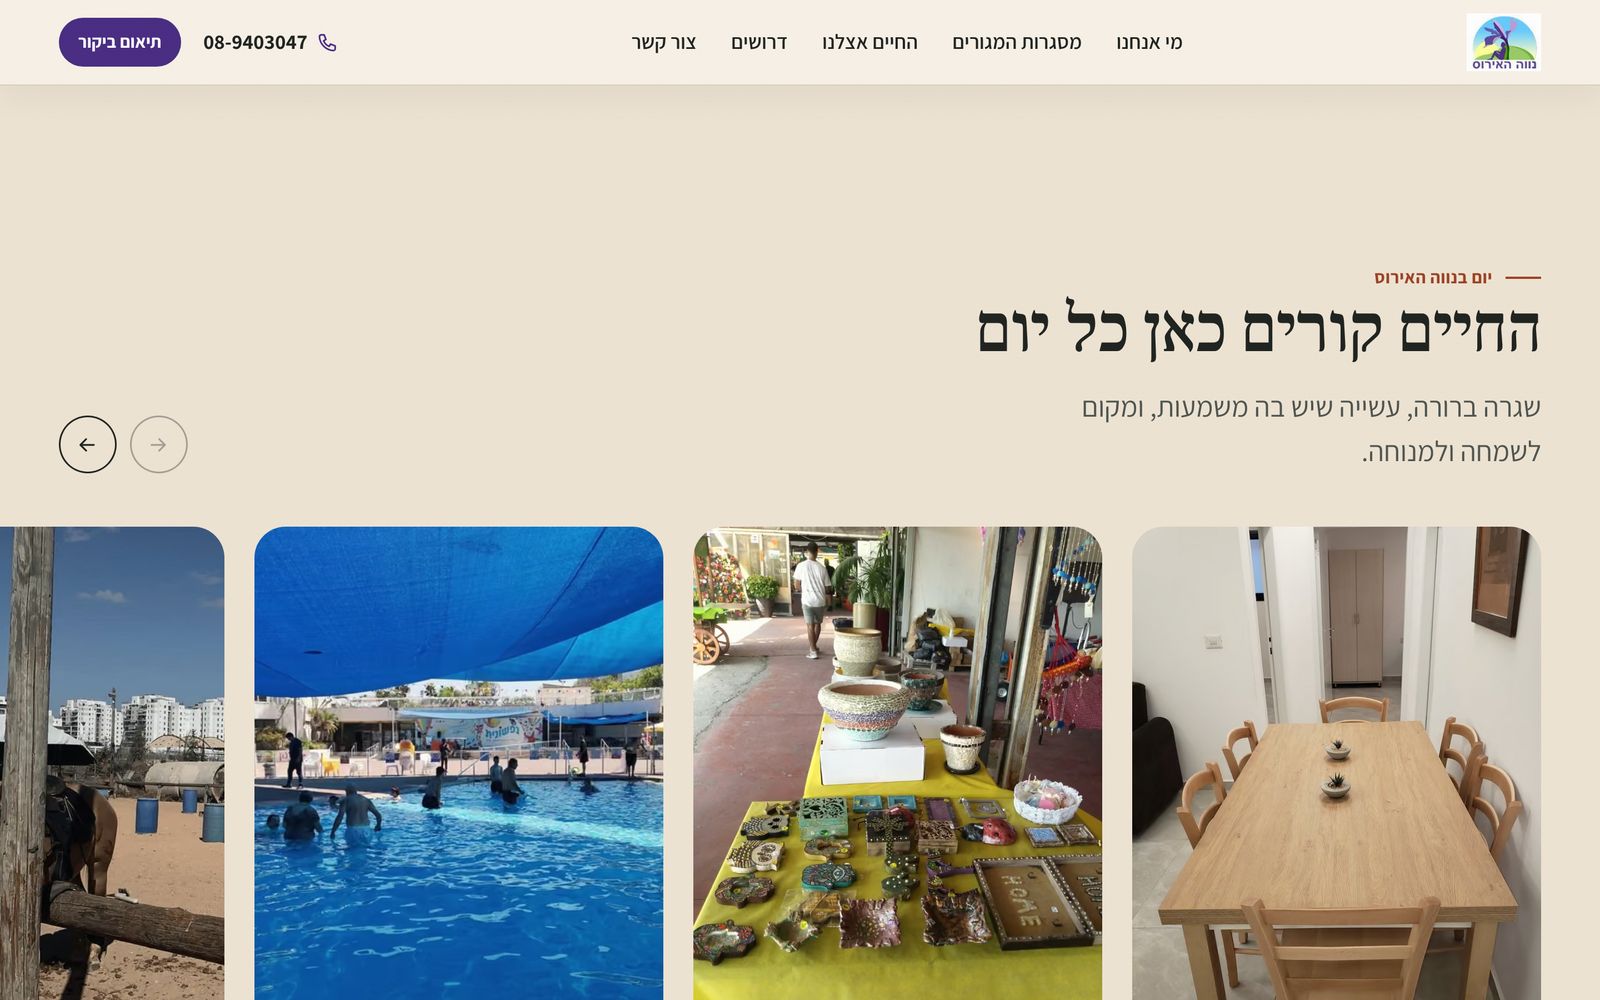 נווה האירוס
מי אנחנו
מסגרות המגורים
החיים אצלנו
דרושים
צור קשר
08-9403047
תיאום ביקור
יום בנווה האירוס
החיים קורים כאן כל יום
שגרה ברורה, עשייה שיש בה משמעות, ומקום
לשמחה ולמנוחה.
HOME